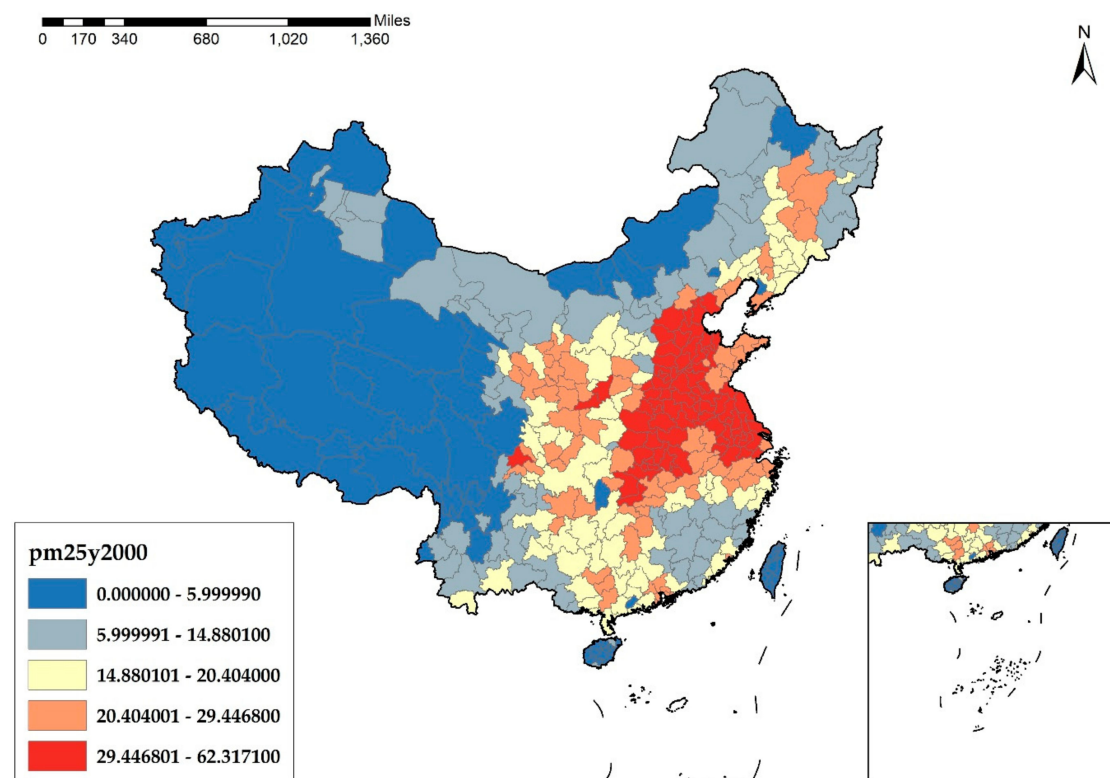 Miles
0 170 340 680 1,020 1,360
N
pm25y2000
0.000000 - 5.999990
5.999991 - 14.880100
14.880101 - 20.404000
20.404001 - 29.446800
29.446801 - 62.317100